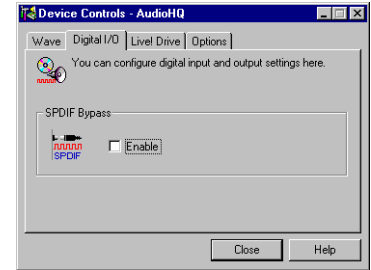 Device Controls - AudioHQ
Wave Digital I/O Live! Drive Options
You can configure digital input and output settings here.
SPDIF Bypass
SPDIF
Enable
Close Help